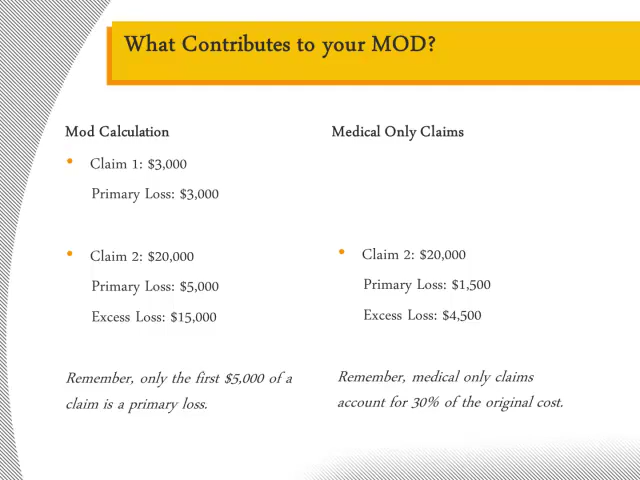 What Contributes to your MOD?
Mod Calculation
• Claim 1: $3,000
Primary Loss: $3,000
• Claim 2: $20,000
Primary Loss: $5,000
Excess Loss: $15,000
Remember, only the first $5,000 of a
claim is a primary loss.
Medical Only Claims
• Claim 2: $20,000
Primary Loss: $1,500
Excess Loss: $4,500
Remember, medical only claims
account for 30% of the original cost.